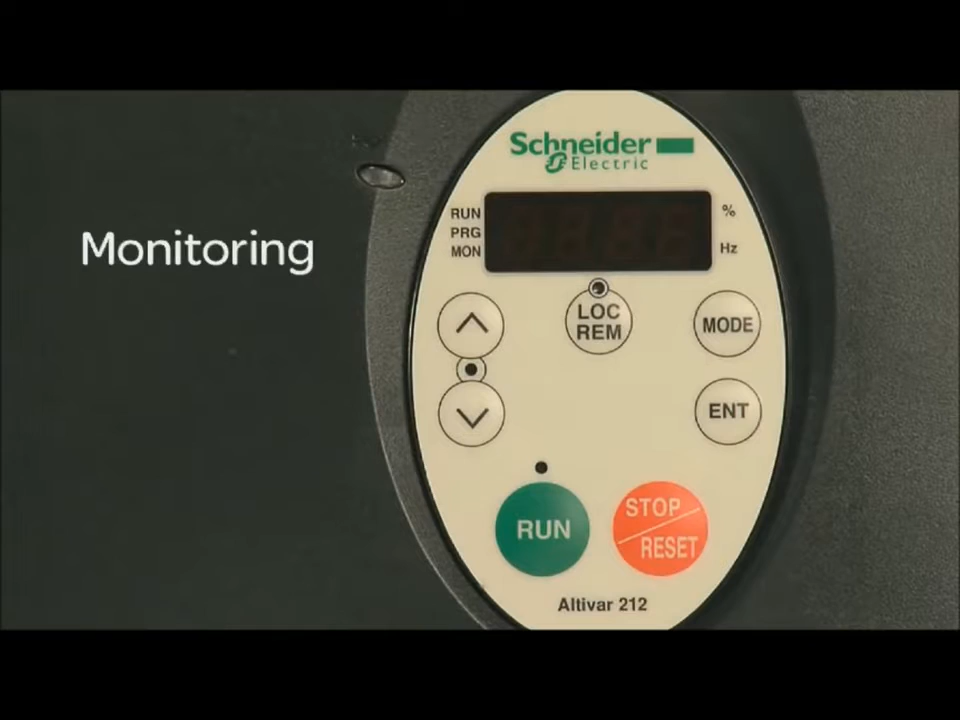 Monitoring
Schneider
Electric
RUN
PRG
MON
%
Hz
LOC
REM
MODE
ENT
RUN
STOP
RESET
Altivar 212